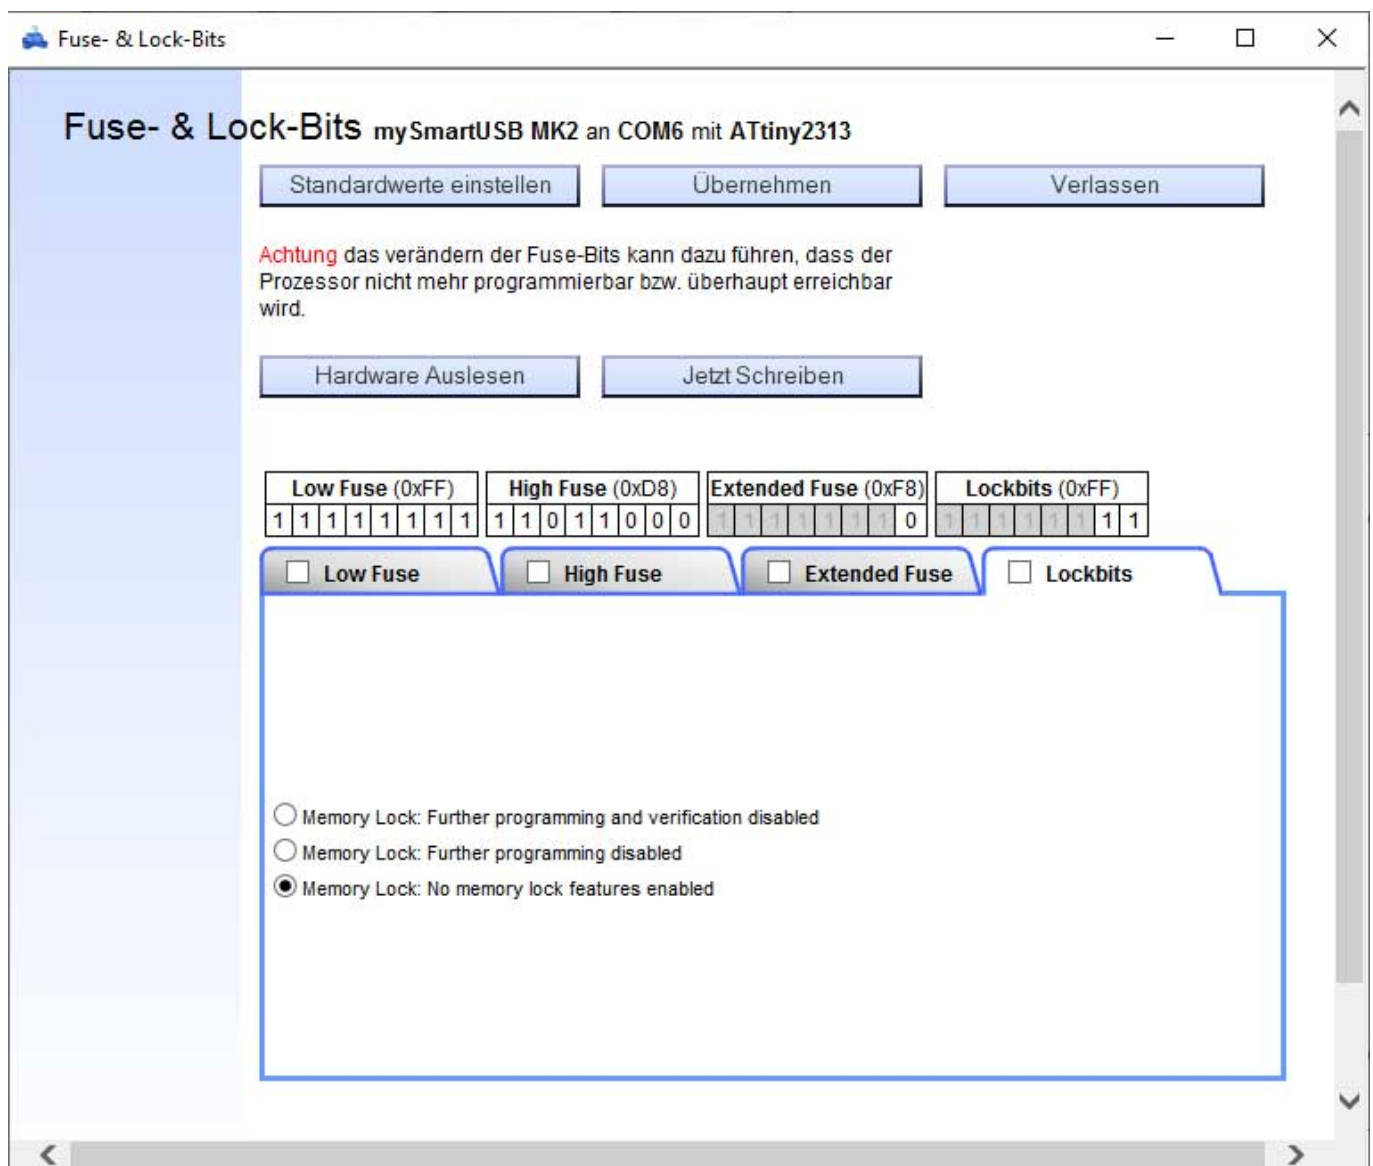 Fuse- & Lock-Bits
Fuse- & Lock-Bits mySmartUSB MK2 an COM6 mit ATtiny2313
Standardwerte einstellen Übernehmen Verlassen
Achtung das verändern der Fuse-Bits kann dazu führen, dass der
Prozessor nicht mehr programmierbar bzw. überhaupt erreichbar
wird.
Hardware Auslesen Jetzt Schreiben
Low Fuse (0xFF) High Fuse (0xD8) Extended Fuse (0xF8) Lockbits (0xFF)
1 1 1 1 1 1 1 1 1 1 0 1 1 0 0 0 1 1 1 1 1 1 1 0 1 1 1 1 1 1 1 1
Low Fuse High Fuse Extended Fuse Lockbits
Memory Lock: Further programming and verification disabled
Memory Lock: Further programming disabled
Memory Lock: No memory lock features enabled